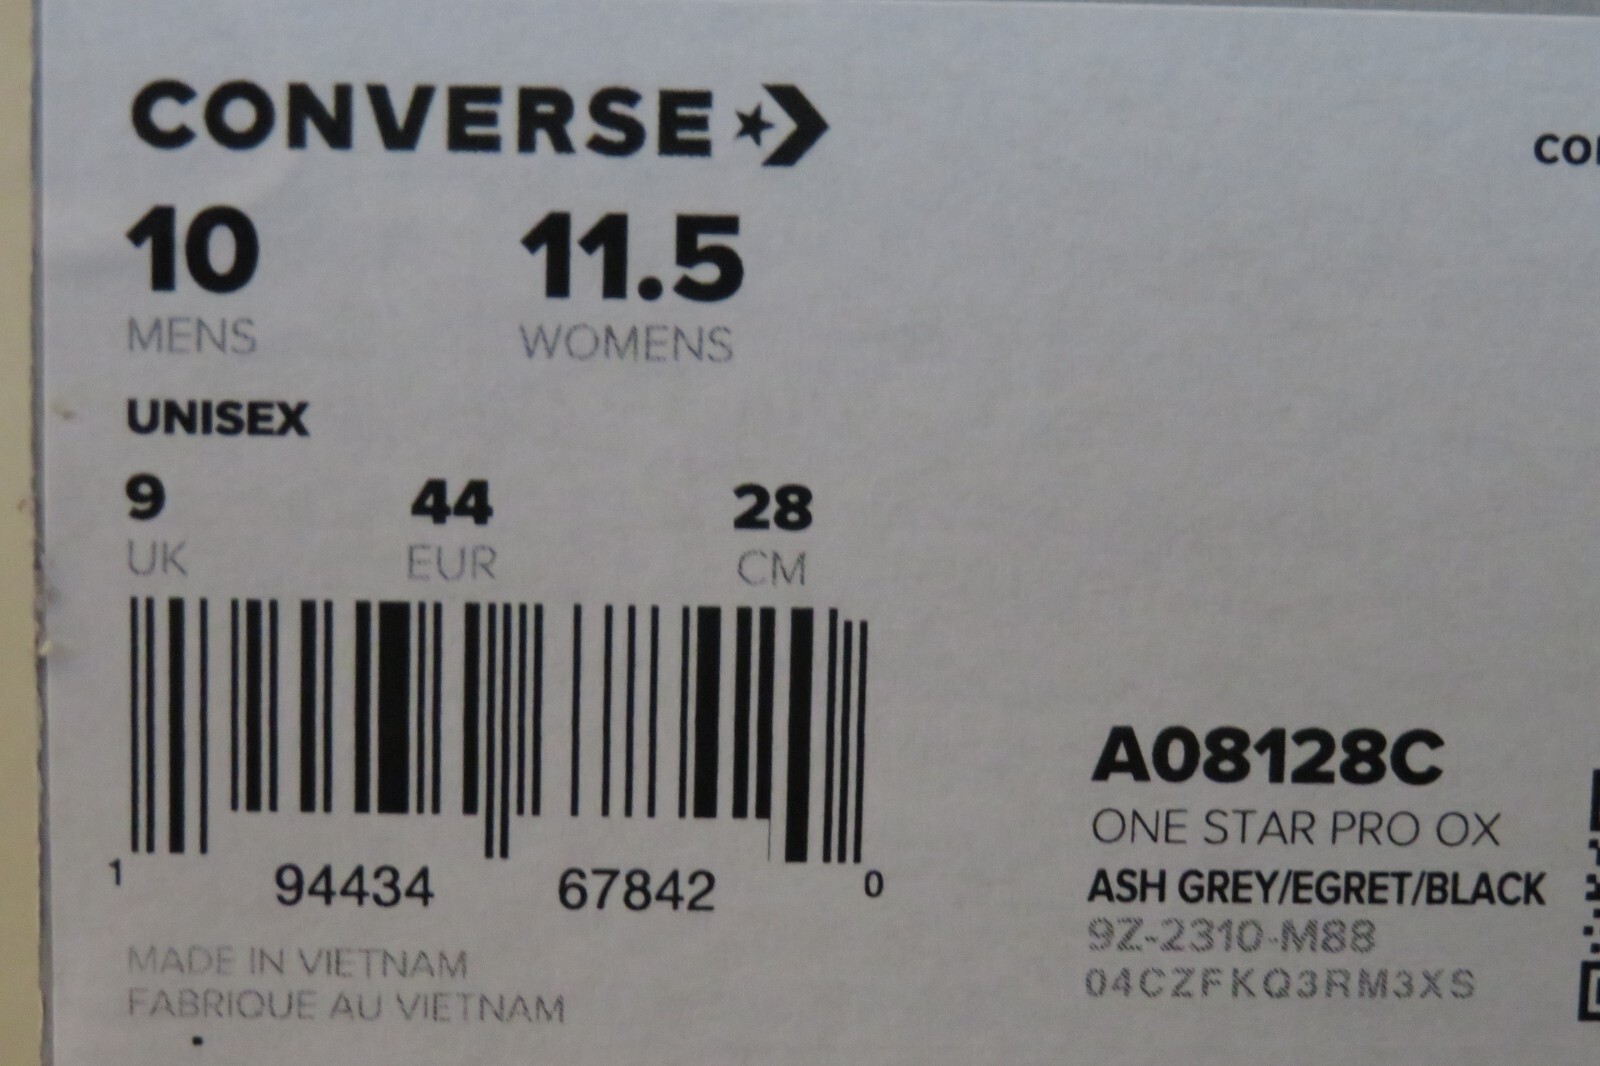 CONVERSE
10 11.5
MENS WOMENS
UNISEX
9 44 28
UK EUR CM
1 94434 67842 0
MADE IN VIETNAM
FABRIQUE AU VIETNAM
A08128C
ONE STAR PRO OX
ASH GREY/EGRET/BLACK
9Z-2310-M88
04CZFKQ3RM3XS